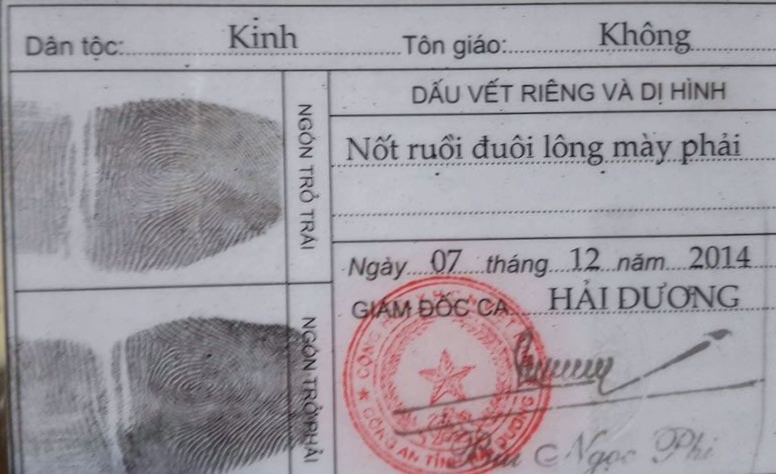 Dân tộc: Kinh Tôn giáo: Không
NGÓN TRỎ TRÁI
DẤU VẾT RIÊNG VÀ DỊ HÌNH
Nốt ruồi đuôi lông mày phải
Ngày 07 tháng 12 năm 2014
GIÁM ĐỐC CA HẢI DƯƠNG
NGÓN TRỎ PHẢI
CÔNG AN TỈNH HẢI DƯƠNG
Ngọc Phi